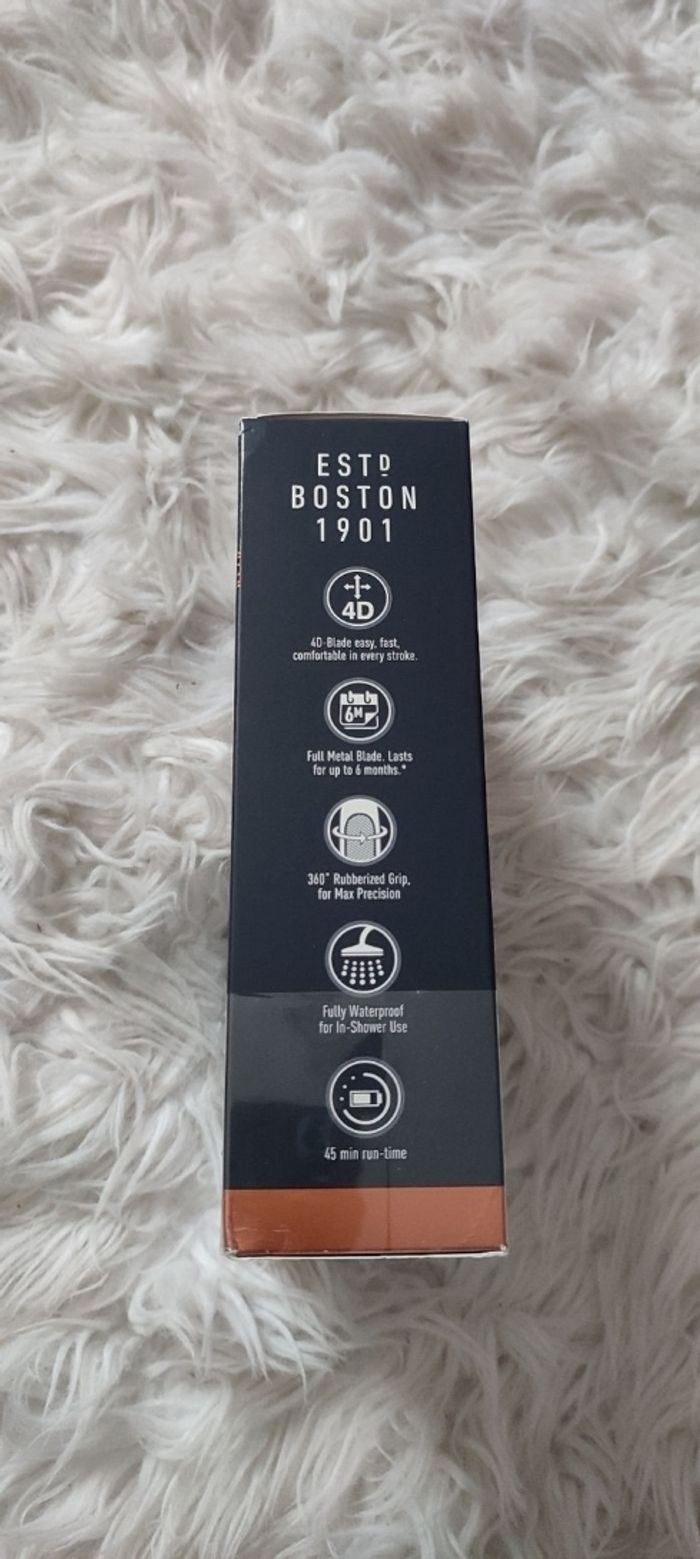 ESTD
BOSTON
1901
4D
4D-Blade easy, fast,
comfortable in every stroke.
6M
Full Metal Blade. Lasts
for up to 6 months.*
360° Rubberized Grip,
for Max Precision
Fully Waterproof
for In-Shower Use
45 min run-time